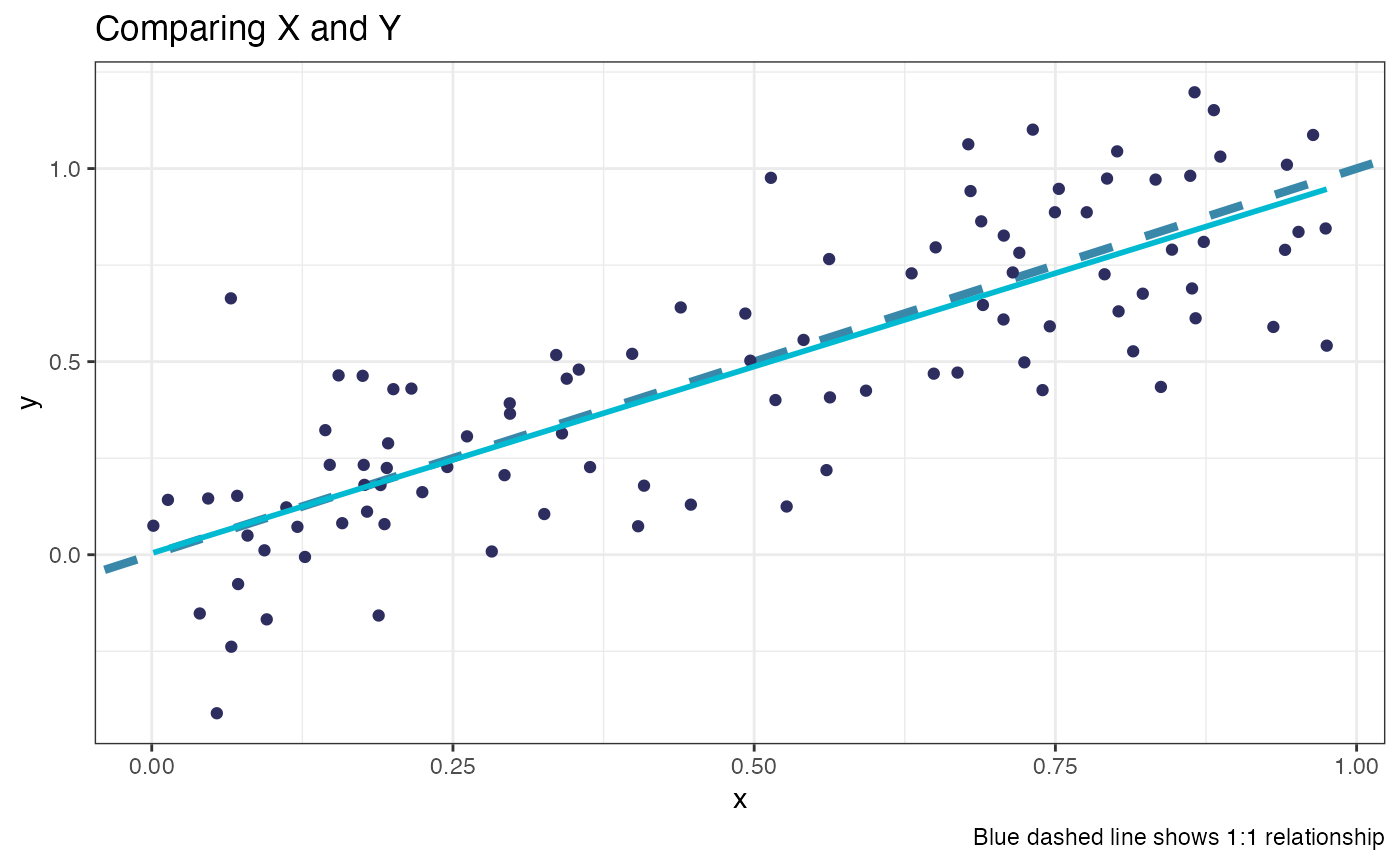 Comparing X and Y
y
1.0
0.5
0.0
0.00 0.25 0.50 0.75 1.00
x
Blue dashed line shows 1:1 relationship